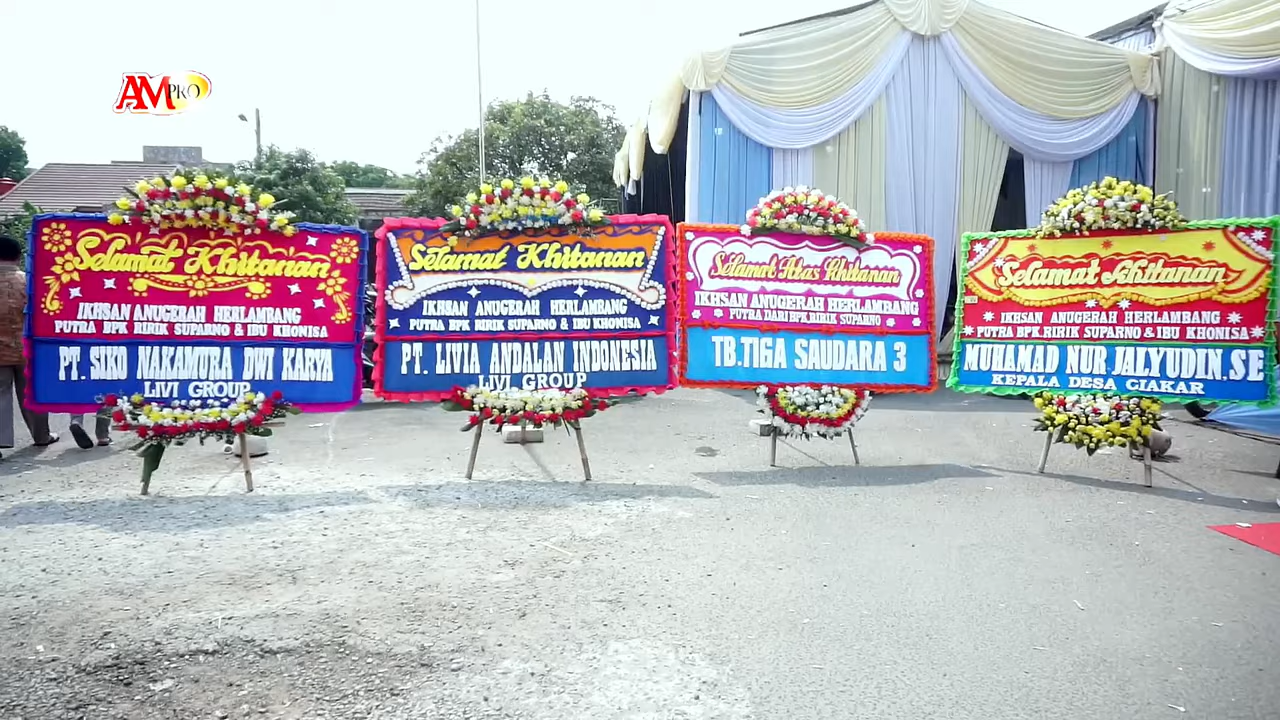 AM PRO
Selamat Khitanan
IKHSAN ANUGERAH HERLAMBANG
PUTRA BPK RIRIK SUPARNO & IBU KHONISA
PT. SIKO NAKAMURA DWI KARYA
LIVI GROUP
Selamat Khitanan
IKHSAN ANUGERAH HERLAMBANG
PUTRA BPK RIRIK SUPARNO & IBU KHONISA
PT. LIVIA ANDALAN INDONESIA
LIVI GROUP
Selamat Atas Khitanan
IKHSAN ANUGERAH HERLAMBANG
PUTRA DARI BPK. RIRIK SUPARNO
TB. TIGA SAUDARA 3
Selamat Khitanan
IKHSAN ANUGERAH HERLAMBANG
PUTRA BPK. RIRIK SUPARNO & IBU KHONISA
MUHAMAD NUR JALYUDIN, SE
KEPALA DESA CIAKAR